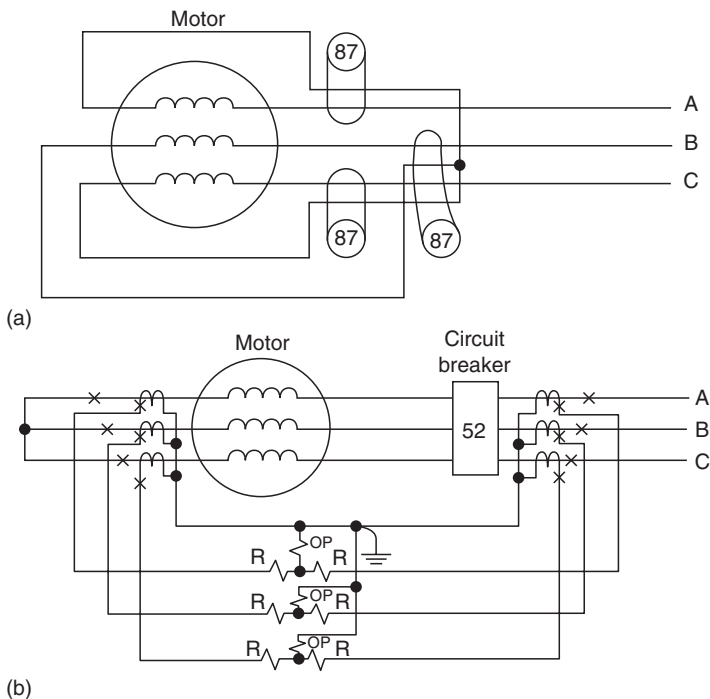 Motor
87
A
B
C
87
87
(a)
Motor
Circuit
breaker
52
A
B
C
OP
R R
OP
R R
OP
R R
(b)